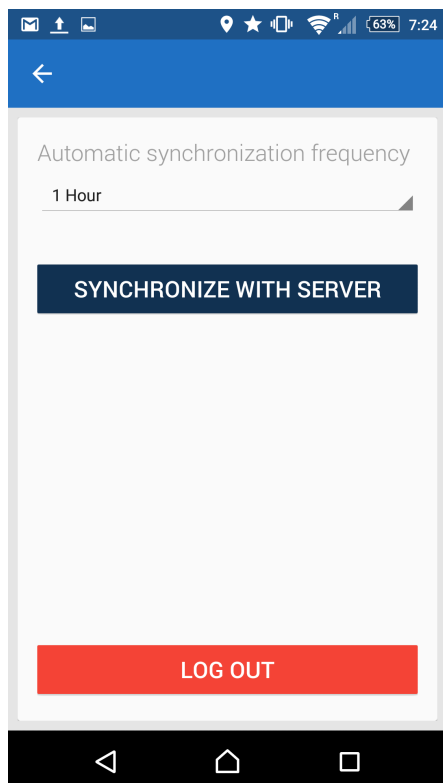 R
63% 7:24
Automatic synchronization frequency
1 Hour
SYNCHRONIZE WITH SERVER
LOG OUT